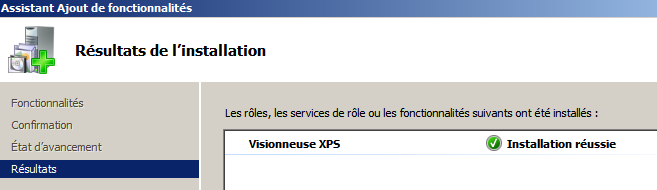 Assistant Ajout de fonctionnalités
Résultats de l'installation
Fonctionnalités
Confirmation
État d'avancement
Résultats
Les rôles, les services de rôle ou les fonctionnalités suivants ont été installés :
Visionneuse XPS
Installation réussie